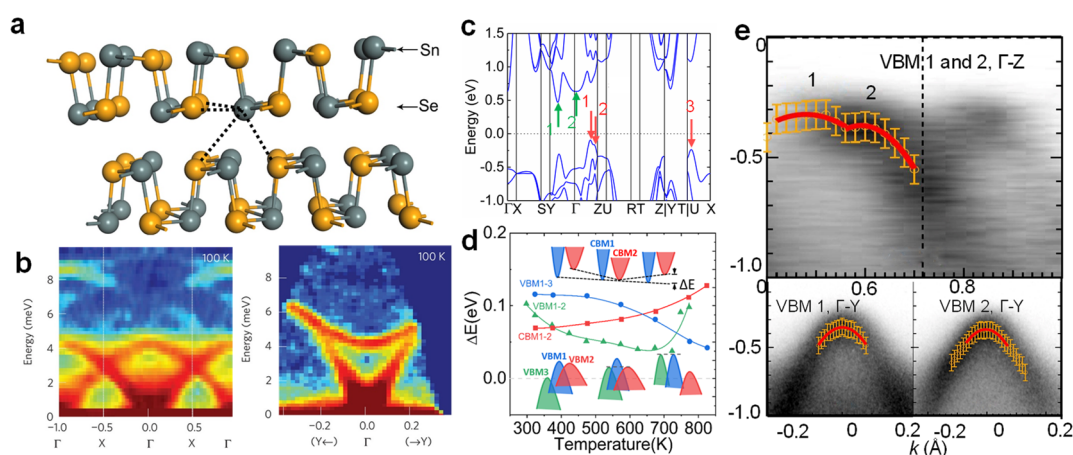 a
Sn
Se
b
100 K
100 K
Energy (meV)
8
6
4
2
0
-1.0 -0.5 0.0 0.5 1.0
Γ X Γ X Γ
Energy (meV)
8
6
4
2
0
-0.4 -0.2 0.0 0.2
(Y←) Γ (→Y)
c
Energy (eV)
1.5
1.0
0.5
0.0
-0.5
-1.0
1
2
1
2
3
ΓX SY Γ ZU RT Z|YT|U X
d
ΔE(eV)
0.2
0.1
0.0
CBM1
CBM2
ΔE
VBM1-3
VBM1-2
CBM1-2
VBM1
VBM2
VBM3
300 400 500 600 700 800
Temperature(K)
e
0
-0.5
-1.0
VBM 1 and 2, Γ-Z
1
2
0.4 0.6 0.8
VBM 1, Γ-Y
VBM 2, Γ-Y
-0.5
-1.0
-0.2 0 0.2 -0.2 0 0.2
k (Å)